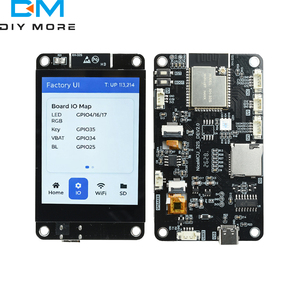 DM
DIY MORE
Factory UI
T: UP 113,214
Board IO Map
LED GPIO4/16/17
RGB
Key GPIO35
VBAT GPIO34
BL GPIO25
Home
IO
WiFi
SD